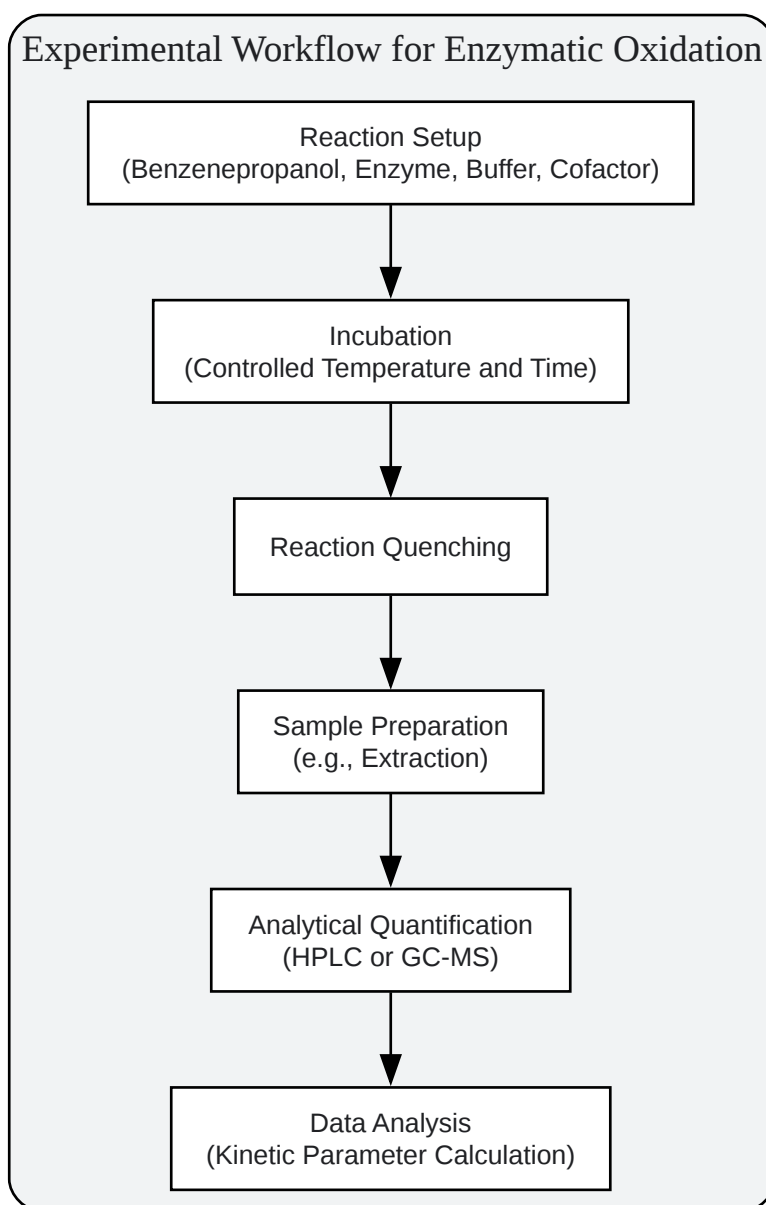 Experimental Workflow for Enzymatic Oxidation
Reaction Setup
(Benzenepropanol, Enzyme, Buffer, Cofactor)
Incubation
(Controlled Temperature and Time)
Reaction Quenching
Sample Preparation
(e.g., Extraction)
Analytical Quantification
(HPLC or GC-MS)
Data Analysis
(Kinetic Parameter Calculation)